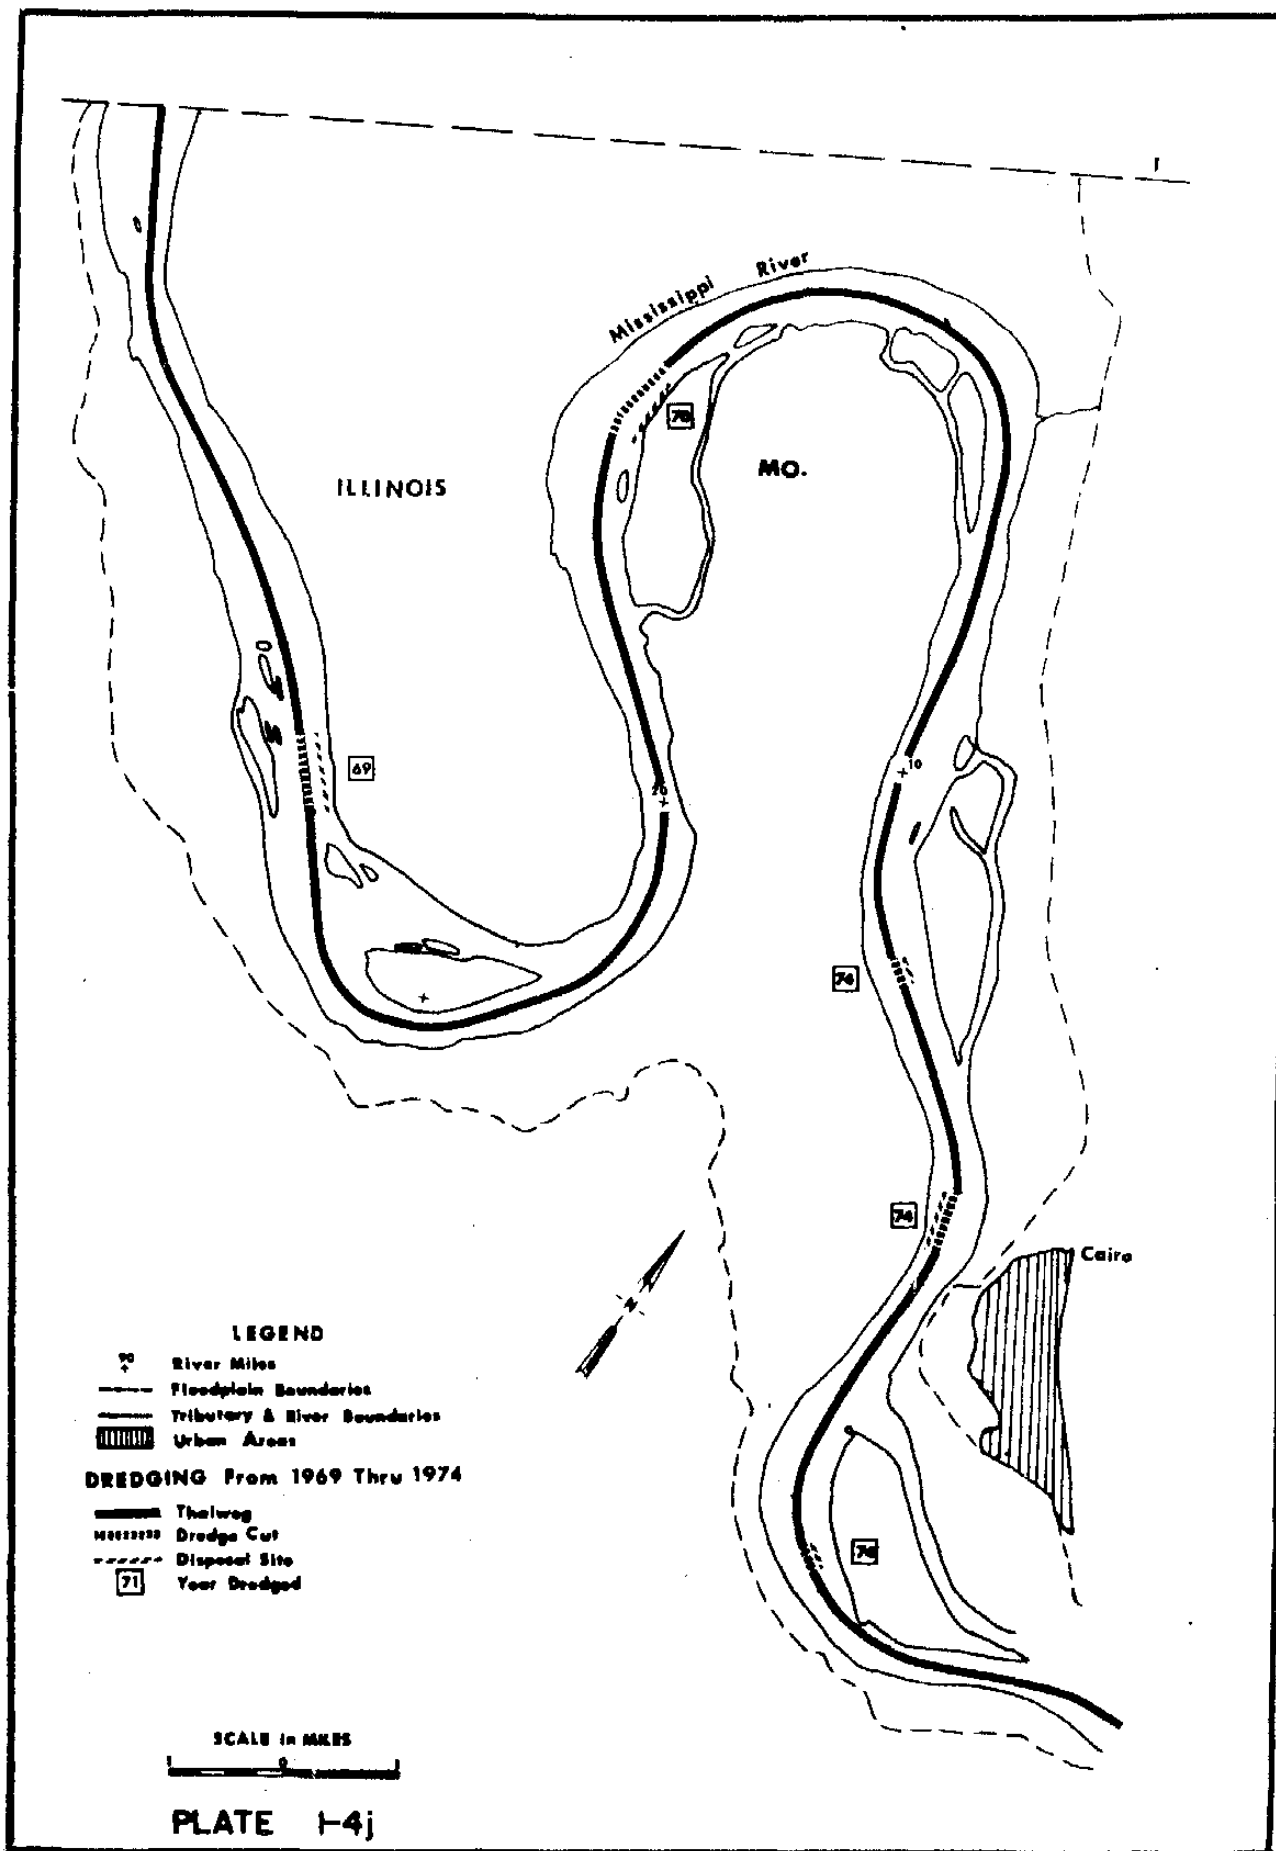 Mississippi River
70
ILLINOIS
MO.
69
20
10
74
74
Cairo
N
LEGEND
90
River Miles
Floodplain Boundaries
Tributary & River Boundaries
Urban Areas
DREDGING From 1969 Thru 1974
Thalweg
Dredge Cut
Disposal Site
71 Year Dredged
SCALE in MILES
1 0 1
PLATE I-4j